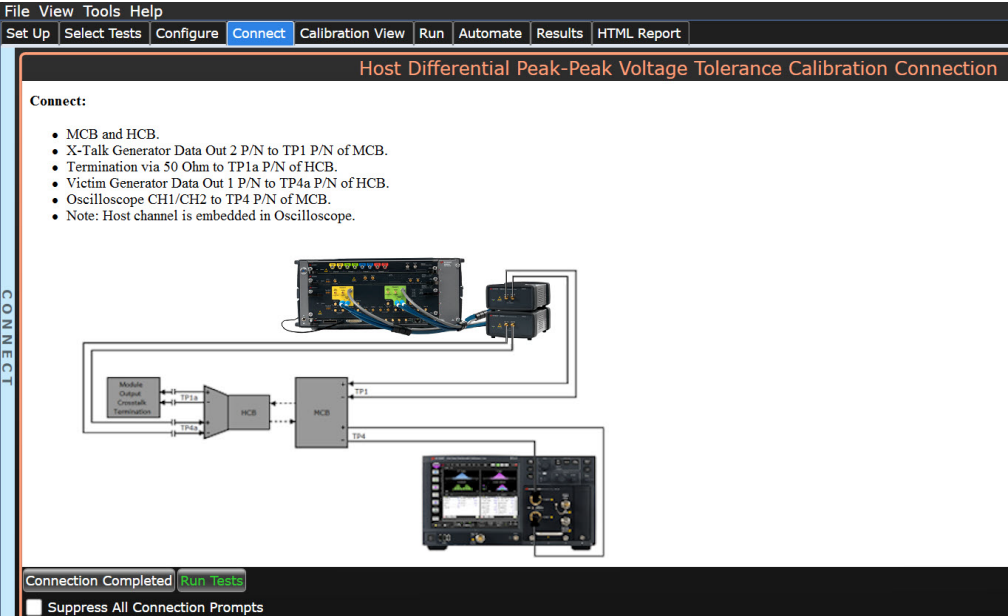 File View Tools Help
Set Up Select Tests Configure Connect Calibration View Run Automate Results HTML Report
Host Differential Peak-Peak Voltage Tolerance Calibration Connection
CONNECT
Connect:
MCB and HCB.
X-Talk Generator Data Out 2 P/N to TP1 P/N of MCB.
Termination via 50 Ohm to TP1a P/N of HCB.
Victim Generator Data Out 1 P/N to TP4a P/N of HCB.
Oscilloscope CH1/CH2 to TP4 P/N of MCB.
Note: Host channel is embedded in Oscilloscope.
Module
Output
Crosstalk
Termination
TP1a
TP4a
HCB
MCB
TP1
TP4
Connection Completed Run Tests
Suppress All Connection Prompts